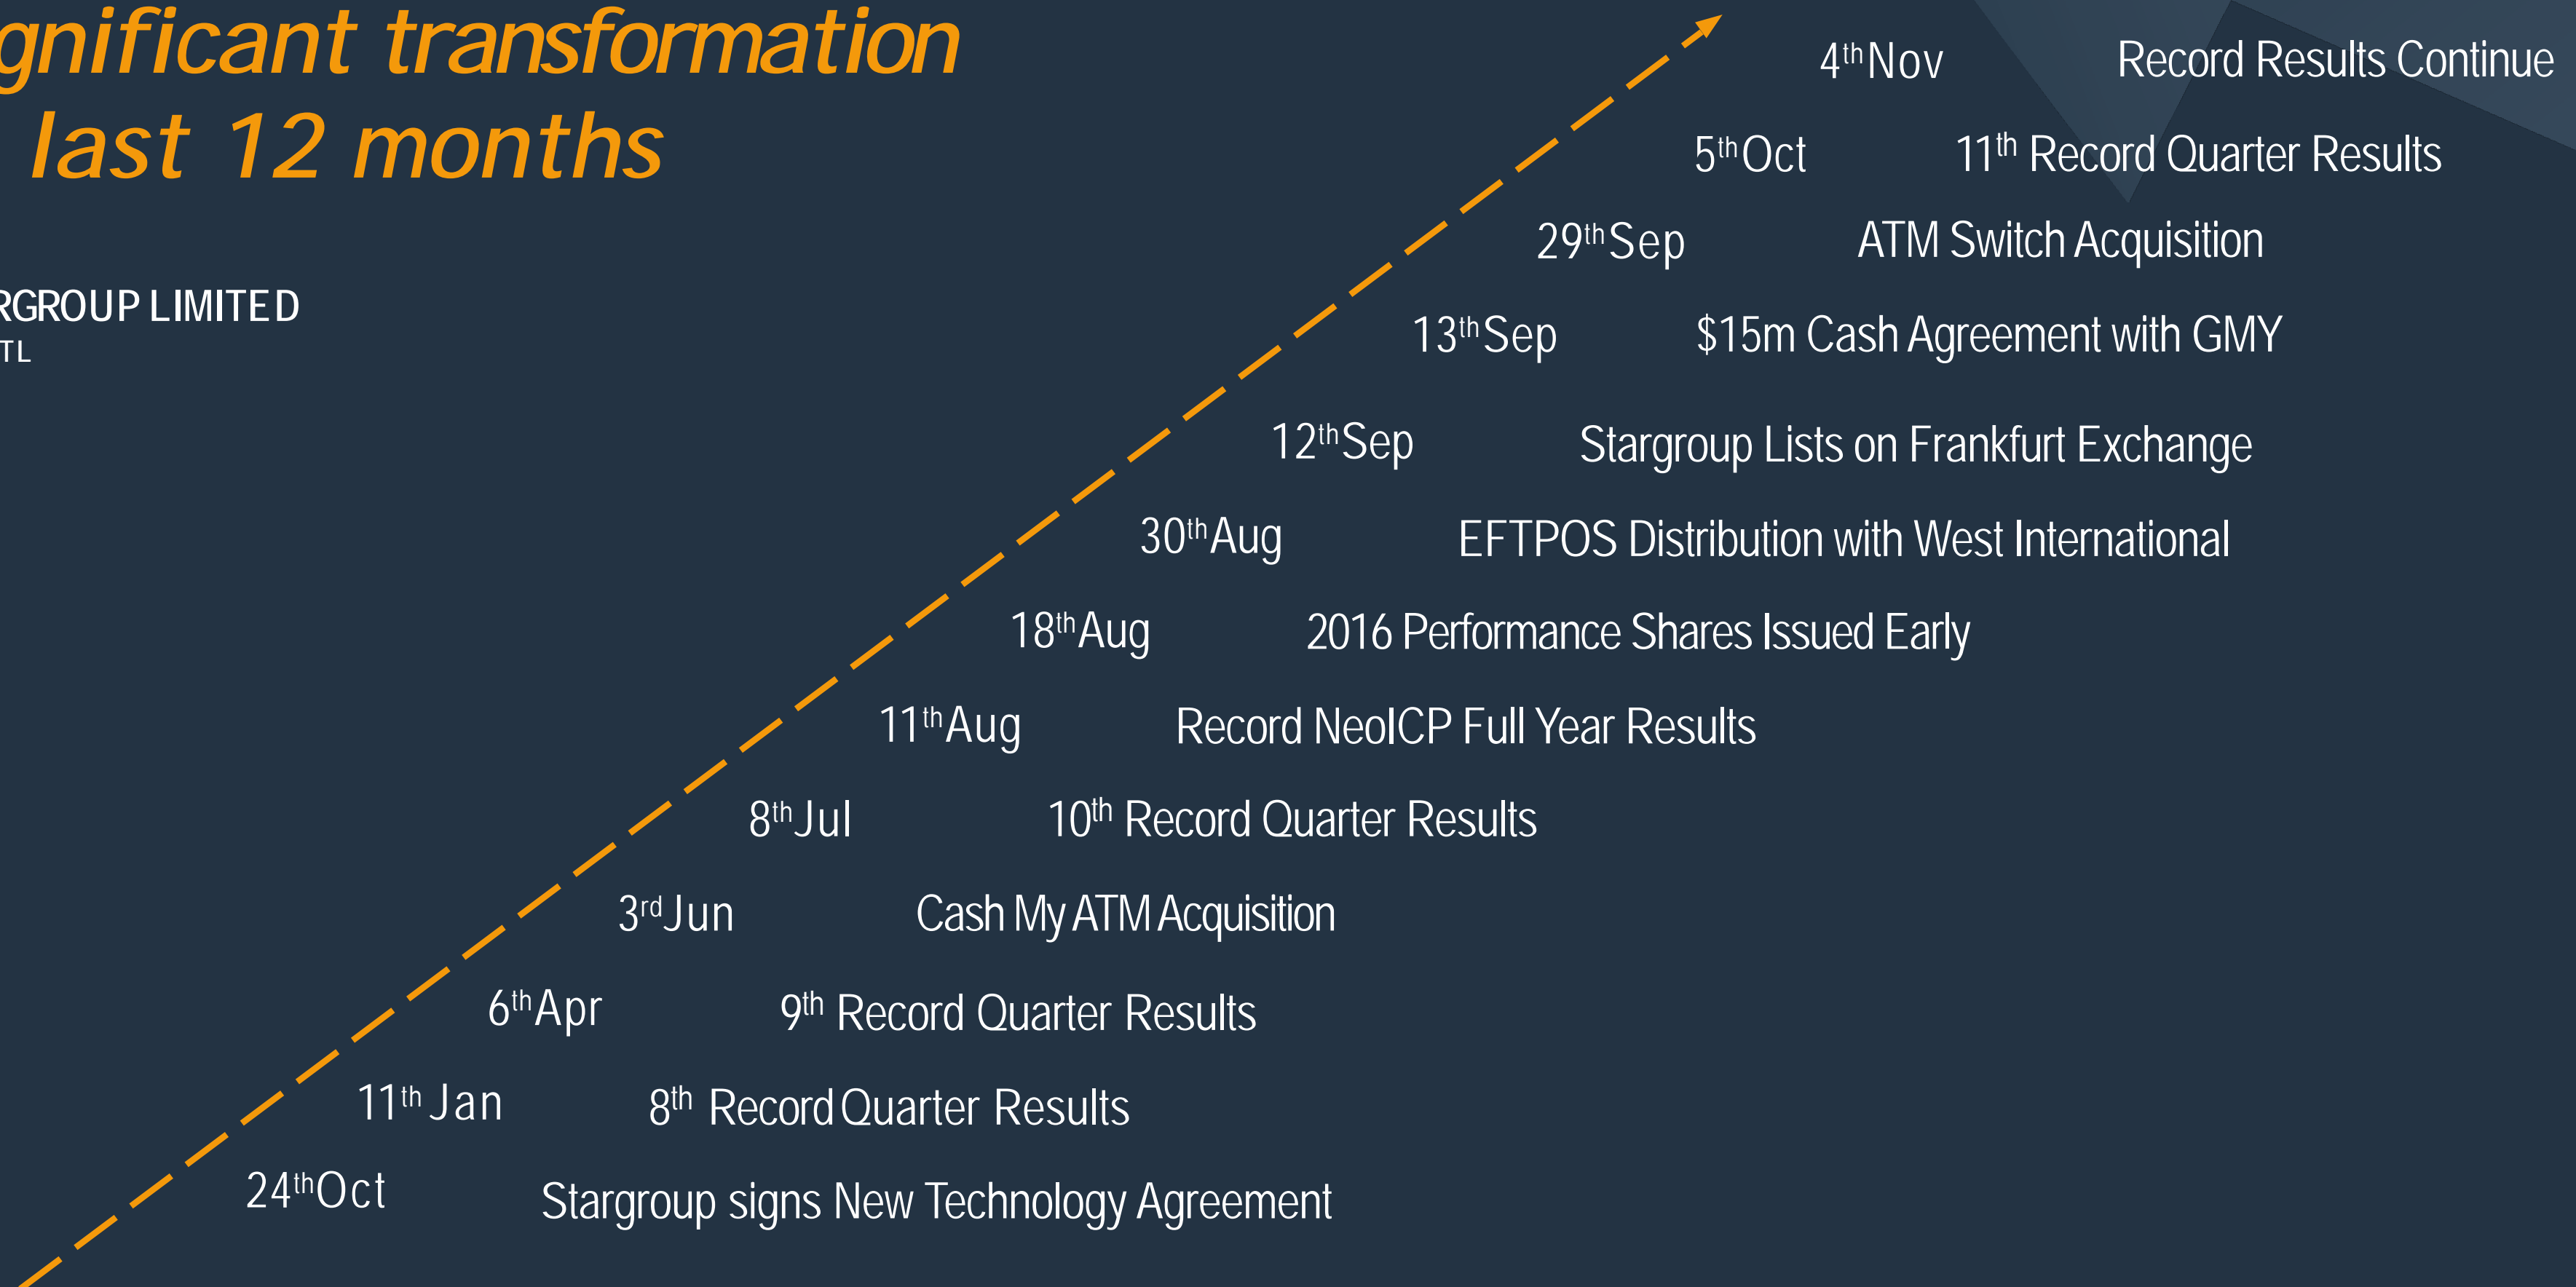 gnificant transformation
last 12 months
RGROUP LIMITED
TL
4th Nov Record Results Continue
5th Oct 11th Record Quarter Results
29th Sep ATM Switch Acquisition
13th Sep $15m Cash Agreement with GMY
12th Sep Stargroup Lists on Frankfurt Exchange
30th Aug EFTPOS Distribution with West International
18th Aug 2016 Performance Shares Issued Early
11th Aug Record NeoICP Full Year Results
8th Jul 10th Record Quarter Results
3rd Jun Cash My ATM Acquisition
6th Apr 9th Record Quarter Results
11th Jan 8th Record Quarter Results
24th Oct Stargroup signs New Technology Agreement